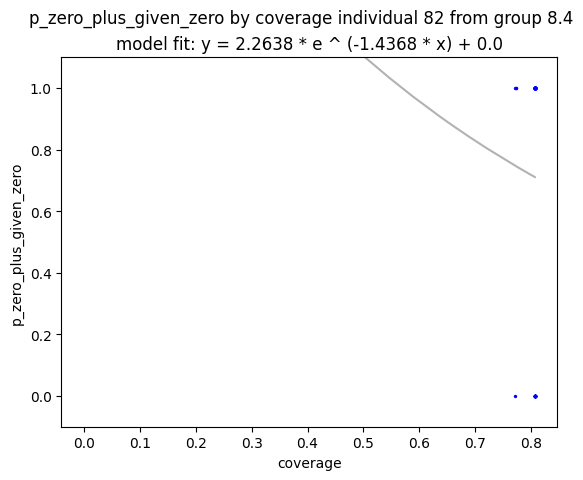 p_zero_plus_given_zero by coverage individual 82 from group 8.4
model fit: y = 2.2638 * e ^ (-1.4368 * x) + 0.0
1.0
0.8
0.6
0.4
0.2
0.0
p_zero_plus_given_zero
0.0 0.1 0.2 0.3 0.4 0.5 0.6 0.7 0.8
coverage